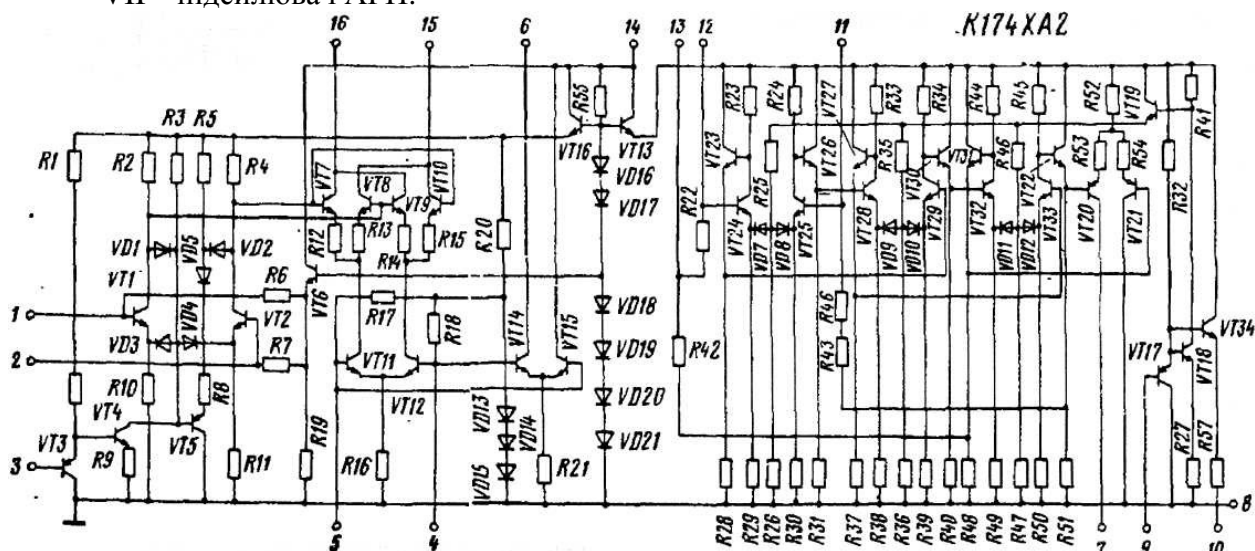 16 15 6 14 13 12 11 K174XA2
R3 R5
R1 R2 R4 VT7 VT8 VT10 R55 VT16 VT13 R23 R24 VT27 R33 R34 R44 R45 R52 VT19 R41
VT9 VD16 VD17 VT23 R25 VT26 R35 VT30 VT31 R46 VT22 R53 R54
R12 R13 R14 R15 R20 R22 VT24 VD7 VD8 VT25 VT28 VD9 VD10 VT29 VT32 VD11 VD12 VT33 VT20 VT21 R32
VD1 VD5 VD2
VT1 R6 VT6 VD18
1 VD4 VT2 R17 R18 VT14 VT15 R46 VT34
VD3 R7 VT11 VD19 R42 R43 VT17 VT18
2
R10 R8 VT12 VD13 VD14 VD20
VT4 VT5 R19 VD21 R27 R57
VT3 R9 R11 R16 VD15 R21
3
8
R28 R29 R26 R30 R31 R37 R38 R36 R39 R40 R48 R49 R47 R50 R51
5 4 7 9 10